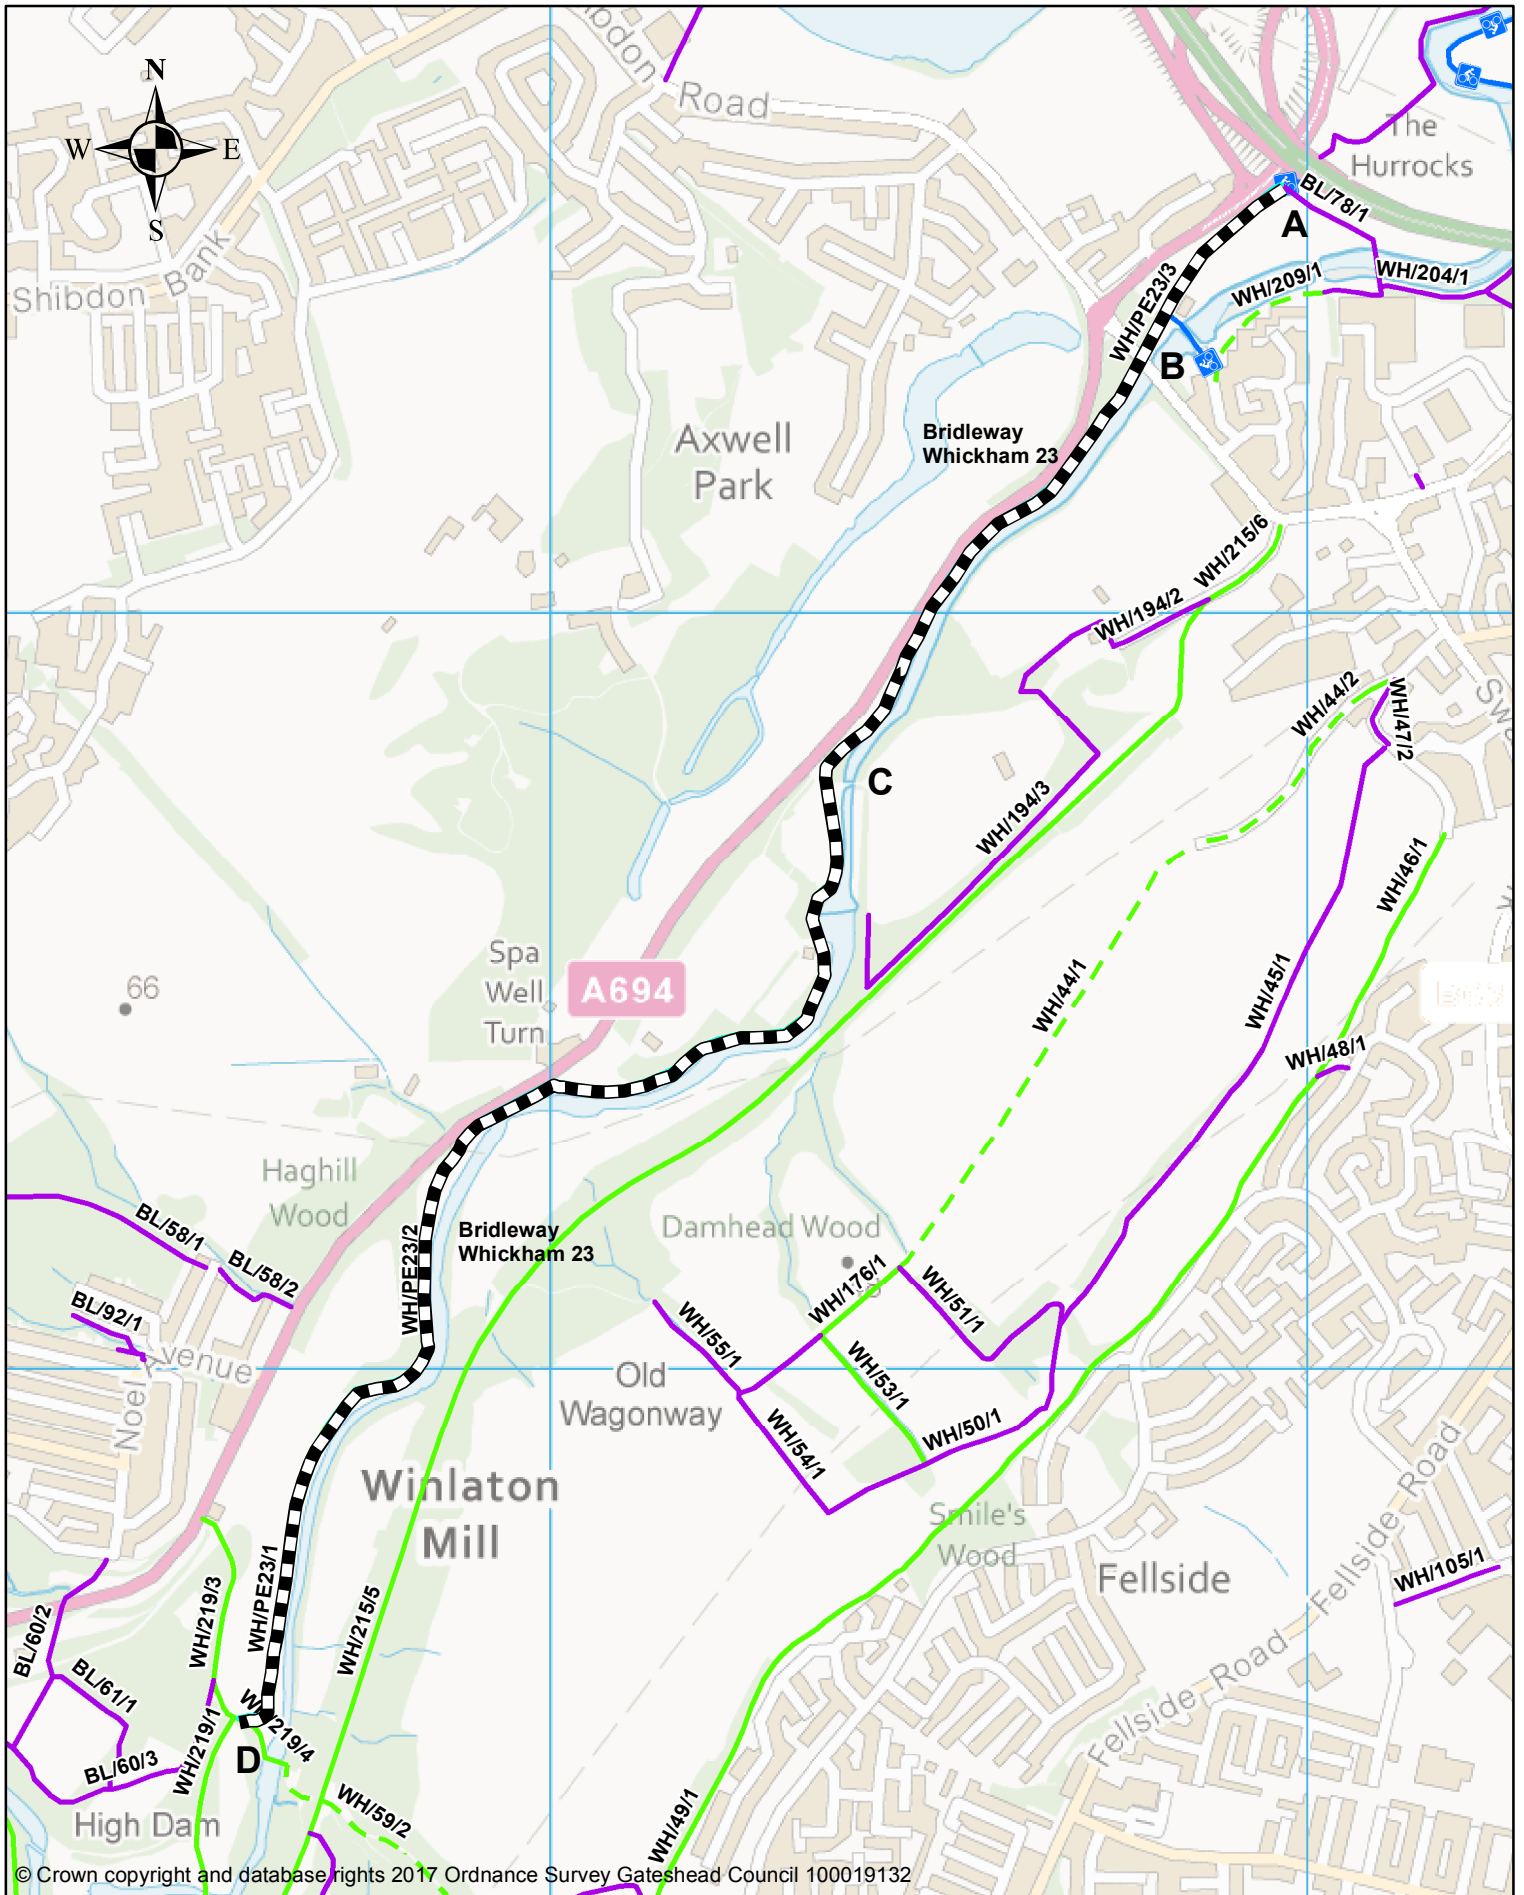 N
W
E
S
Shibdon Bank
bdon
Road
The
Hurrocks
BL/78/1
A
WH/PE23/3
WH/209/1
WH/204/1
B
Axwell
Park
Bridleway
Whickham 23
WH/215/6
WH/194/2
WH/44/2
WH/47/2
C
WH/194/3
WH/46/1
Spa
Well
Turn
A694
66
WH/44/1
WH/45/1
WH/48/1
Haghill
Wood
BL/58/1
BL/58/2
BL/92/1
Noel Avenue
WH/PE23/2
Bridleway
Whickham 23
Damhead Wood
WH/176/1
WH/51/1
WH/55/1
WH/53/1
WH/54/1
WH/50/1
Old
Wagonway
Winlaton
Mill
Smile's
Wood
Fellside
Fellside Road
Fellside Road
WH/105/1
WH/PE23/1
WH/215/5
WH/219/3
BL/60/2
BL/61/1
WH/219/4
WH/219/1
D
BL/60/3
High Dam
WH/59/2
WH/49/1
© Crown copyright and database rights 2017 Ordnance Survey Gateshead Council 100019132